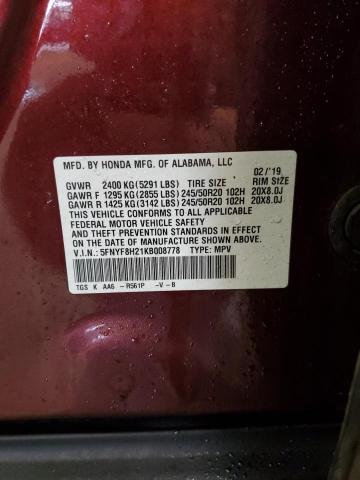 MFD. BY HONDA MFG. OF ALABAMA, LLC
02/'19
GVWR 2400 KG(5291 LBS) TIRE SIZE RIM SIZE
GAWR F 1295 KG(2855 LBS) 245/50R20 102H 20X8.0J
GAWR R 1425 KG(3142 LBS) 245/50R20 102H 20X8.0J
THIS VEHICLE CONFORMS TO ALL APPLICABLE
FEDERAL MOTOR VEHICLE SAFETY AND THEFT
PREVENTION STANDARDS IN EFFECT ON THE
DATE OF MANUFACTURE SHOWN ABOVE.
V.I.N.: 5FNYF8H21KB008778 TYPE: MPV
TGS K AA6 - R561P -V-B